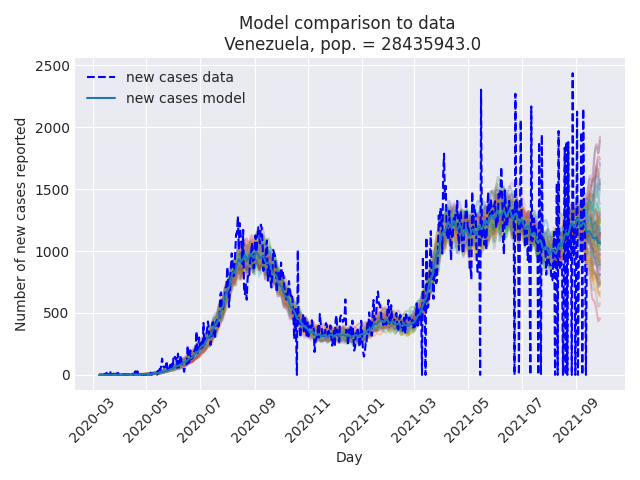 Model comparison to data
Venezuela, pop. = 28435943.0
new cases data
new cases model
Number of new cases reported
2500
2000
1500
1000
500
0
2020-03
2020-05
2020-07
2020-09
2020-11
2021-01
2021-03
2021-05
2021-07
2021-09
Day